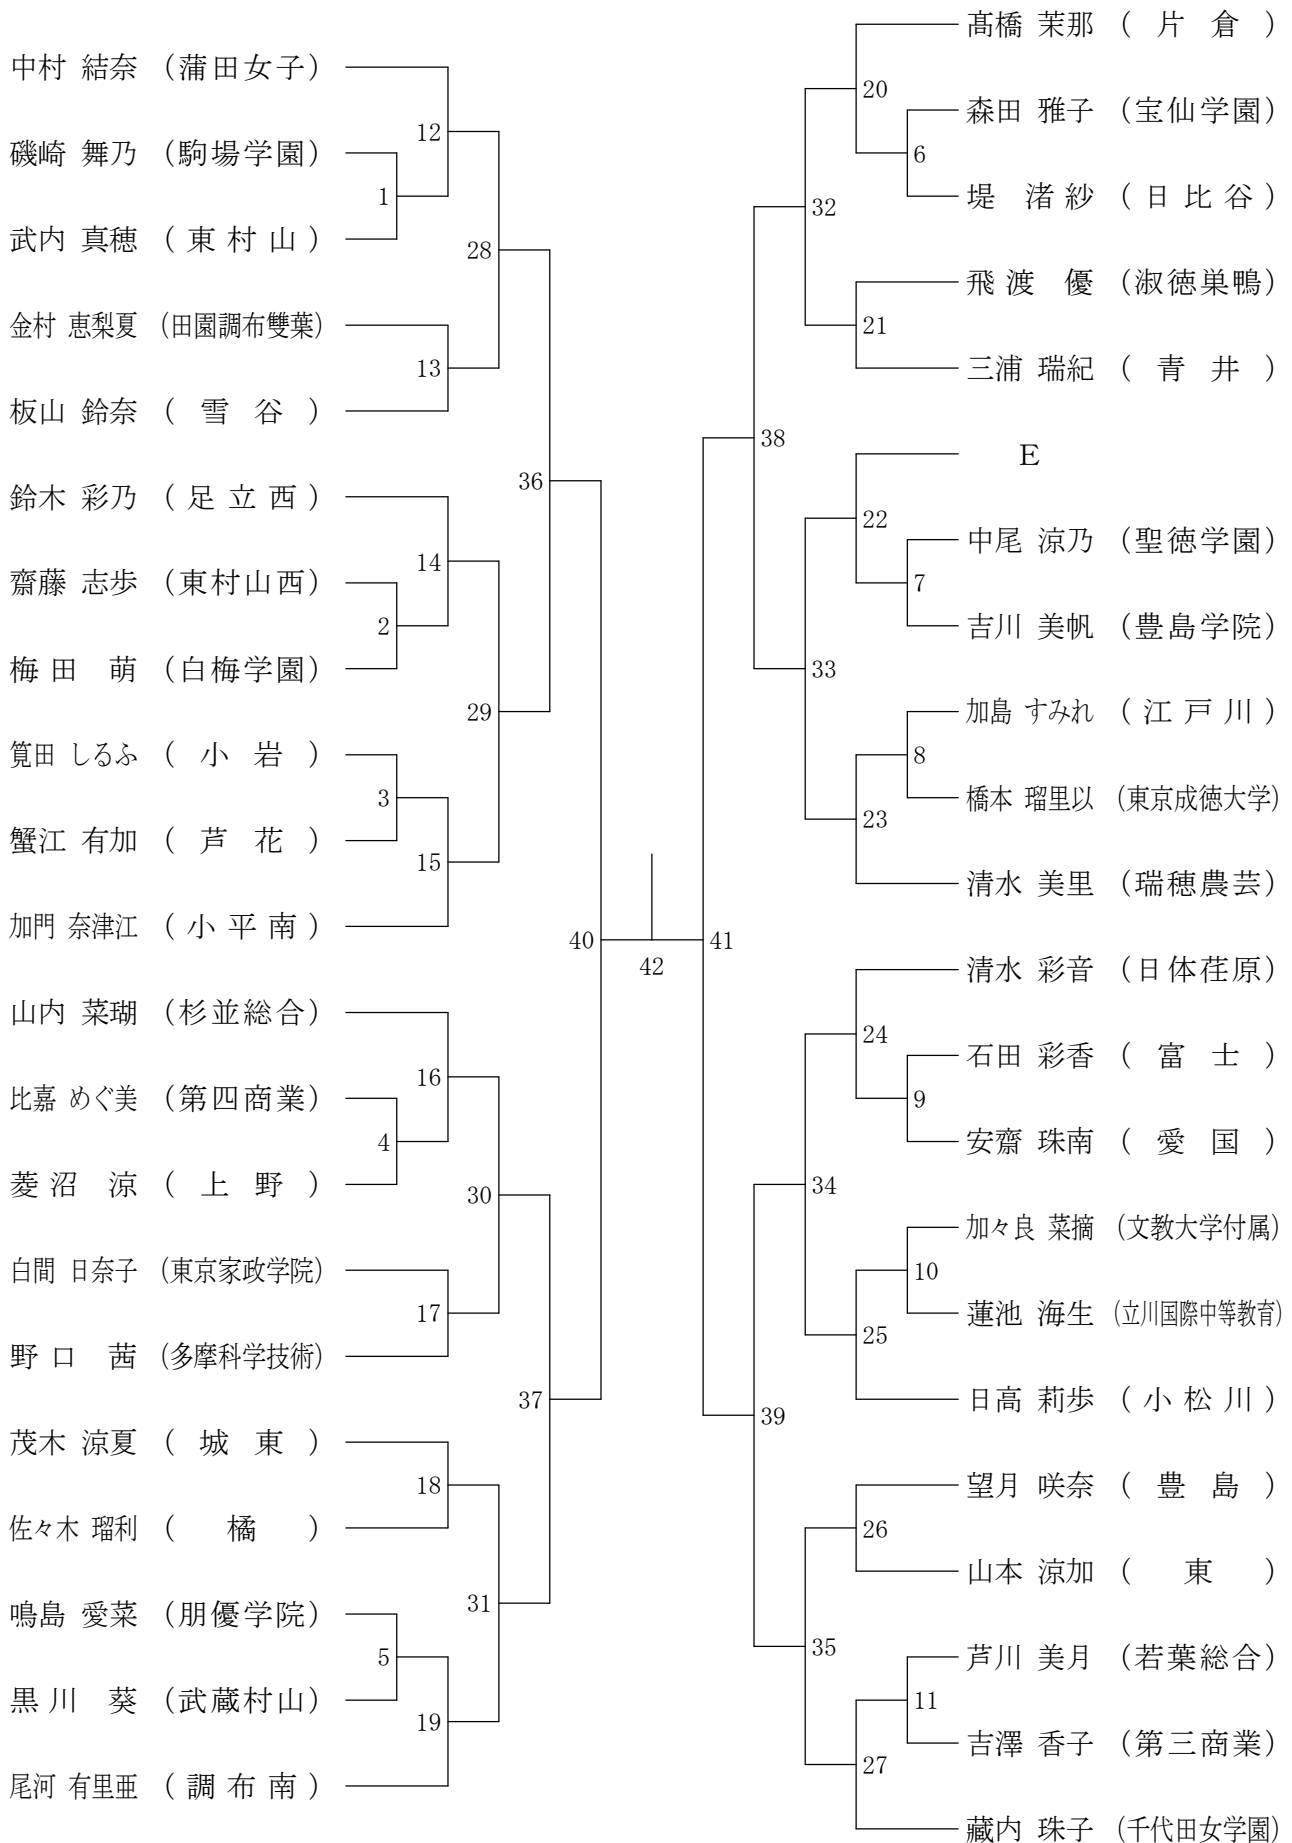 中村 結奈 (蒲田女子)
磯崎 舞乃 (駒場学園)
武内 真穂 (東村山)
金村 恵梨夏 (田園調布雙葉)
板山 鈴奈 (雪谷)
鈴木 彩乃 (足立西)
齋藤 志歩 (東村山西)
梅田 萌 (白梅学園)
筧田 しるふ (小岩)
蟹江 有加 (芦花)
加門 奈津江 (小平南)
山内 菜瑚 (杉並総合)
比嘉 めぐ美 (第四商業)
菱沼 涼 (上野)
白間 日奈子 (東京家政学院)
野口 茜 (多摩科学技術)
茂木 涼夏 (城東)
佐々木 瑠利 (橘)
鳴島 愛菜 (朋優学院)
黒川 葵 (武蔵村山)
尾河 有里亜 (調布南)
1
2
3
4
5
12
13
14
15
16
17
18
19
28
29
30
31
36
37
40
42
41
38
39
32
33
34
35
20
21
22
23
24
25
26
27
6
7
8
9
10
11
髙橋 茉那 (片倉)
森田 雅子 (宝仙学園)
堤 渚紗 (日比谷)
飛渡 優 (淑徳巣鴨)
三浦 瑞紀 (青井)
E
中尾 涼乃 (聖徳学園)
吉川 美帆 (豊島学院)
加島 すみれ (江戸川)
橋本 瑠里以 (東京成徳大学)
清水 美里 (瑞穂農芸)
清水 彩音 (日体荏原)
石田 彩香 (富士)
安齋 珠南 (愛国)
加々良 菜摘 (文教大学付属)
蓮池 海生 (立川国際中等教育)
日高 莉歩 (小松川)
望月 咲奈 (豊島)
山本 涼加 (東)
芦川 美月 (若葉総合)
吉澤 香子 (第三商業)
藏内 珠子 (千代田女学園)